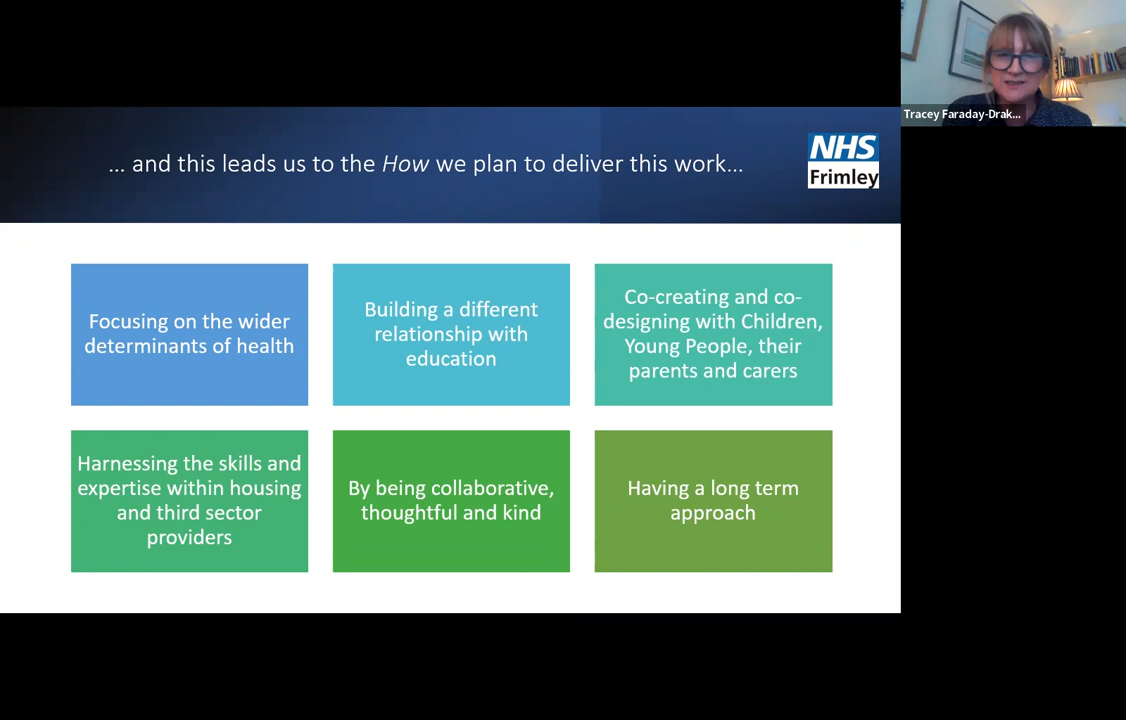 Tracey Faraday-Drak...
... and this leads us to the How we plan to deliver this work...
NHS
Frimley
Focusing on the wider
determinants of health
Building a different
relationship with
education
Co-creating and co-
designing with Children,
Young People, their
parents and carers
Harnessing the skills and
expertise within housing
and third sector
providers
By being collaborative,
thoughtful and kind
Having a long term
approach